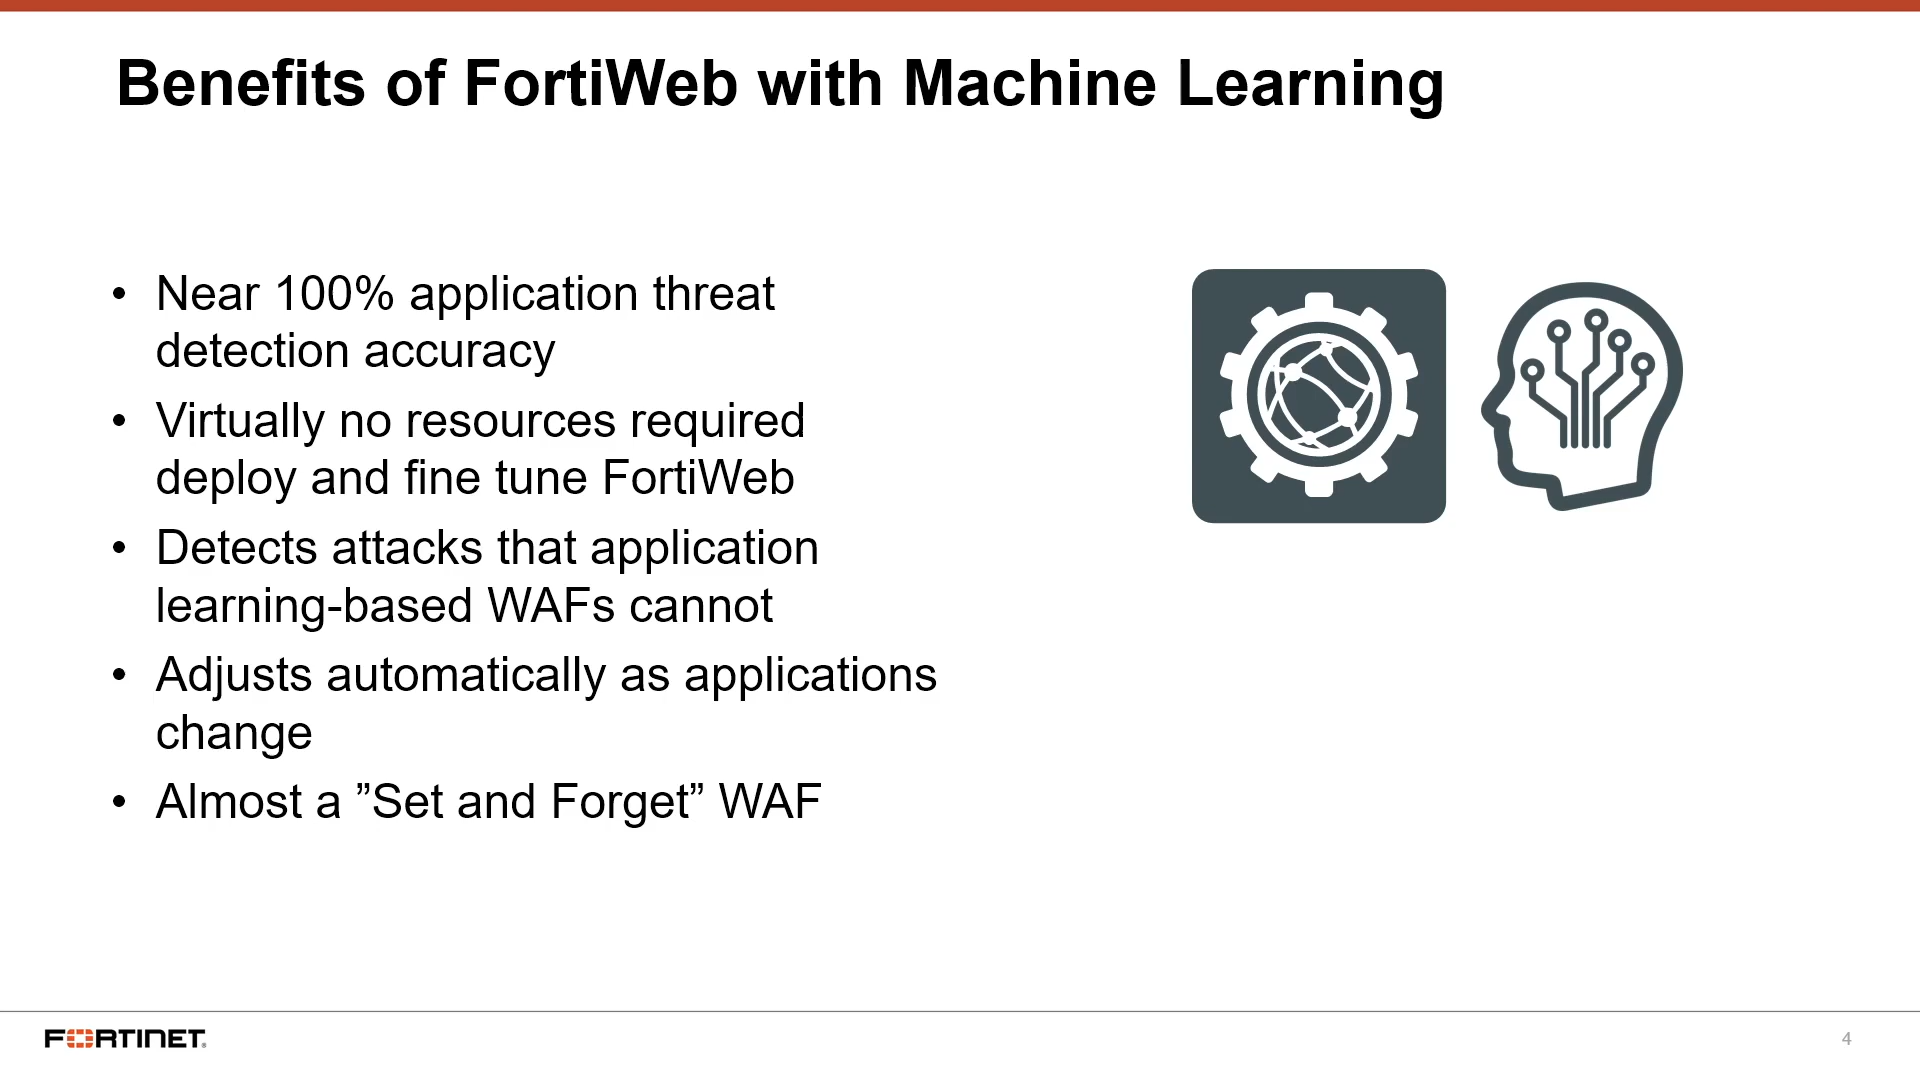 Benefits of FortiWeb with Machine Learning
• Near 100% application threat
detection accuracy
• Virtually no resources required
deploy and fine tune FortiWeb
• Detects attacks that application
learning-based WAFs cannot
• Adjusts automatically as applications
change
• Almost a ”Set and Forget” WAF
FORTINET®
4